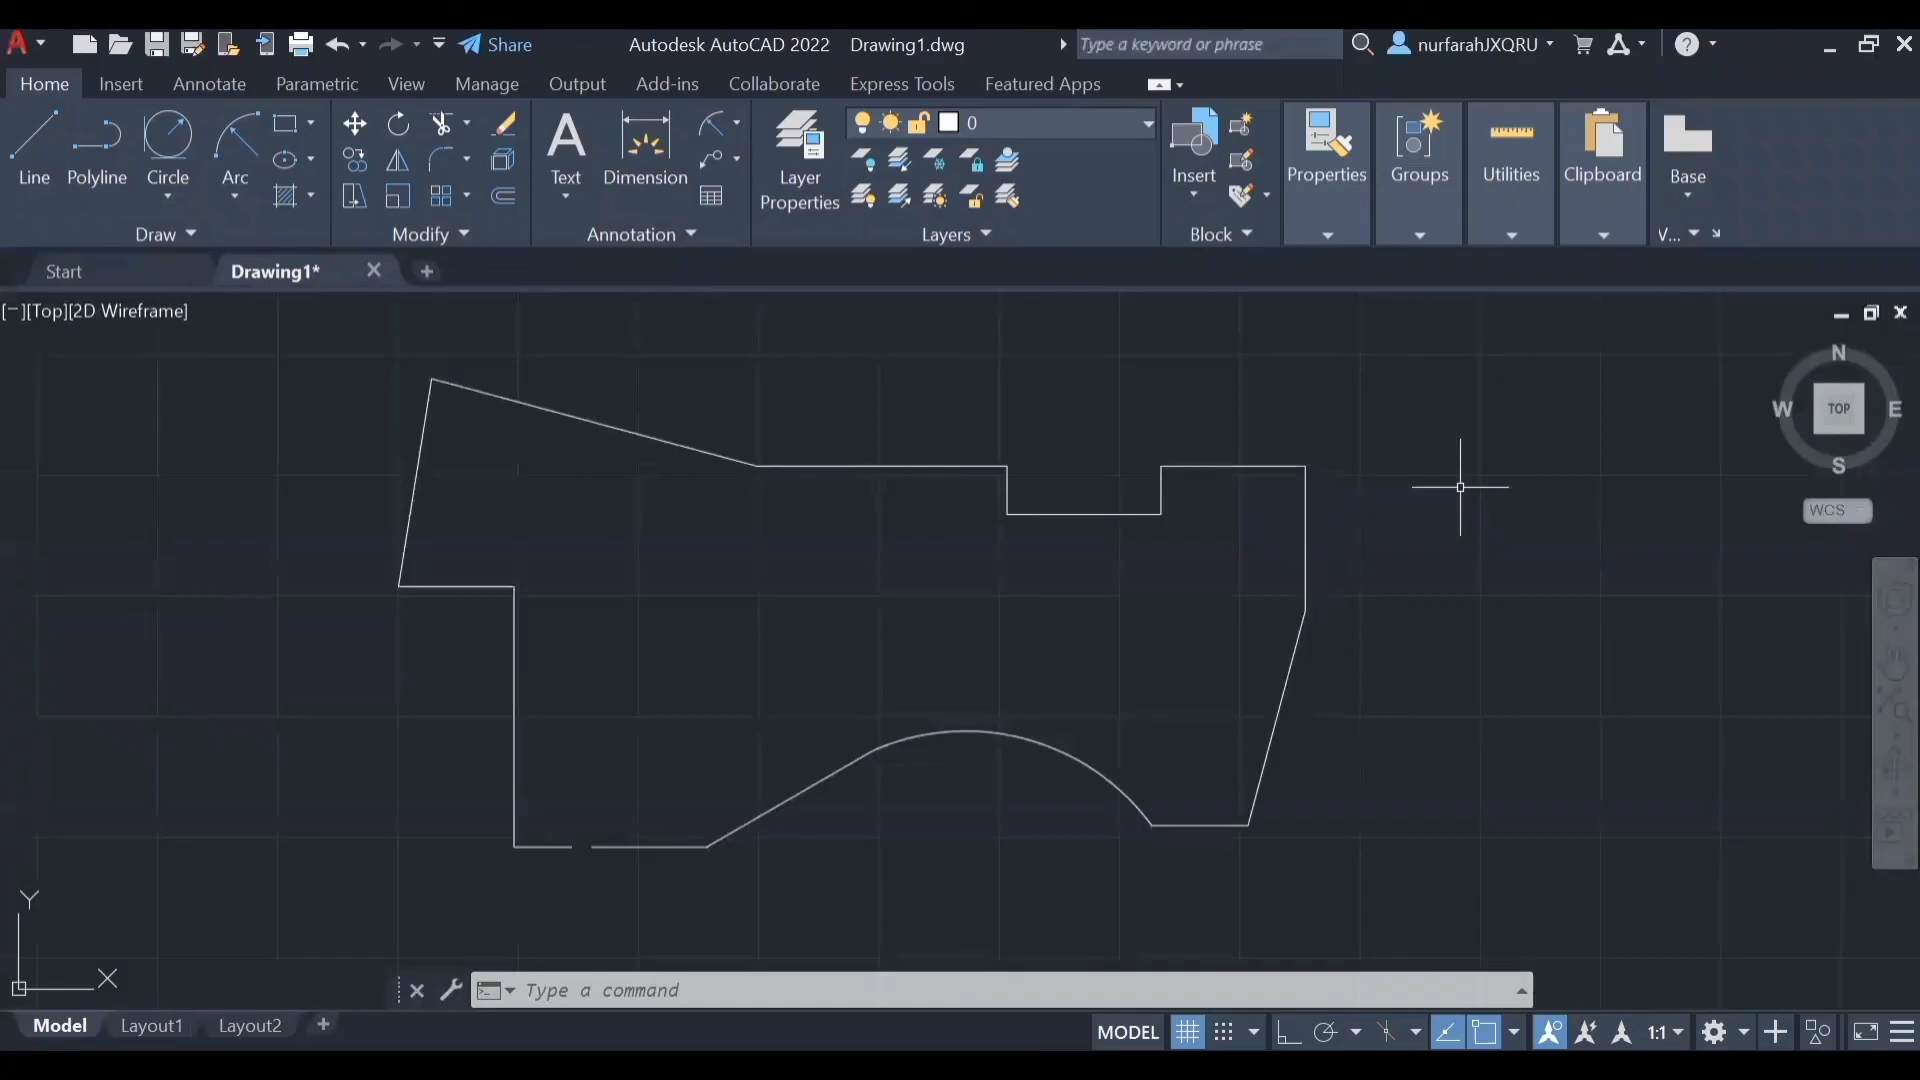 Share
Autodesk AutoCAD 2022 Drawing1.dwg
Type a keyword or phrase
nurfarahJXQRU
Home Insert Annotate Parametric View Manage Output Add-ins Collaborate Express Tools Featured Apps
0
Line Polyline Circle Arc
Text Dimension
Layer Properties
Insert
Properties Groups Utilities Clipboard Base
Draw Modify Annotation Layers Block V...
Start Drawing1*
[−][Top][2D Wireframe]
N
W TOP E
S
WCS
Y
X
Type a command
Model Layout1 Layout2
MODEL 1:1